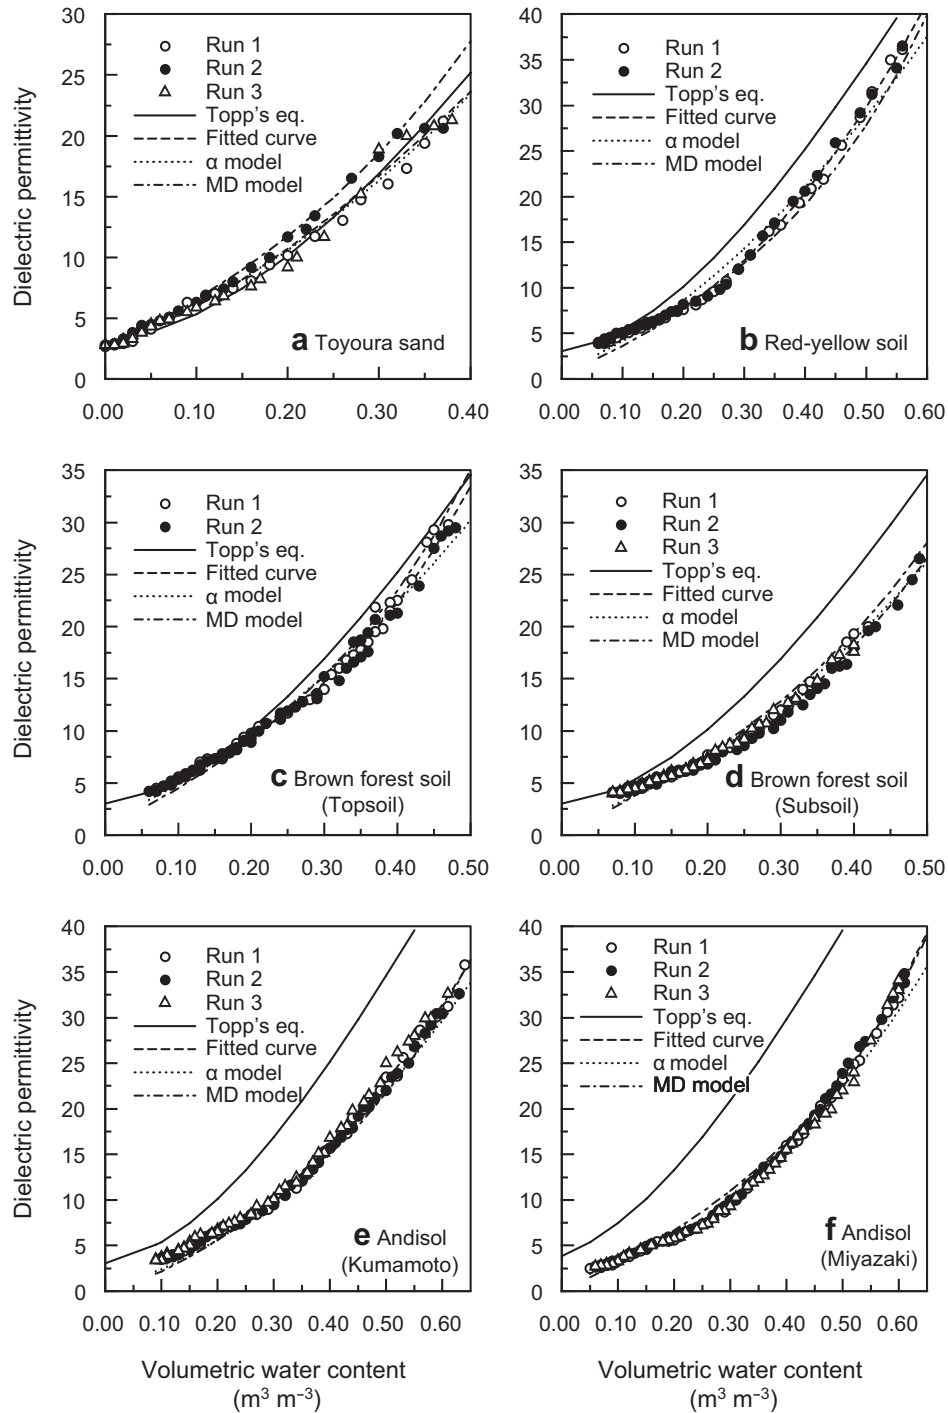 30
25
20
15
10
5
0
Dielectric permittivity
Run 1
Run 2
Run 3
Topp's eq.
Fitted curve
α model
MD model
a Toyoura sand
0.00 0.10 0.20 0.30 0.40
40
35
30
25
20
15
10
5
0
Run 1
Run 2
Topp's eq.
Fitted curve
α model
MD model
b Red-yellow soil
0.00 0.10 0.20 0.30 0.40 0.50 0.60
35
30
25
20
15
10
5
0
Dielectric permittivity
Run 1
Run 2
Topp's eq.
Fitted curve
α model
MD model
c Brown forest soil
(Topsoil)
0.00 0.10 0.20 0.30 0.40 0.50
35
30
25
20
15
10
5
0
Run 1
Run 2
Run 3
Topp's eq.
Fitted curve
α model
MD model
d Brown forest soil
(Subsoil)
0.00 0.10 0.20 0.30 0.40 0.50
40
35
30
25
20
15
10
5
0
Dielectric permittivity
Run 1
Run 2
Run 3
Topp's eq.
Fitted curve
α model
MD model
e Andisol
(Kumamoto)
0.00 0.10 0.20 0.30 0.40 0.50 0.60
Volumetric water content
(m³ m⁻³)
40
35
30
25
20
15
10
5
0
Run 1
Run 2
Run 3
Topp's eq.
Fitted curve
α model
MD model
f Andisol
(Miyazaki)
0.00 0.10 0.20 0.30 0.40 0.50 0.60
Volumetric water content
(m³ m⁻³)